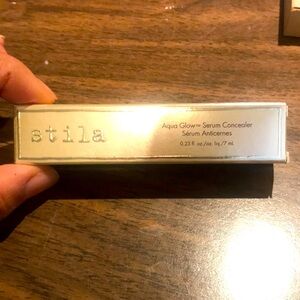 stila
Aqua Glow™ Serum Concealer
Sérum Anticernes
0.23 fl. oz./oz. liq./7 mL